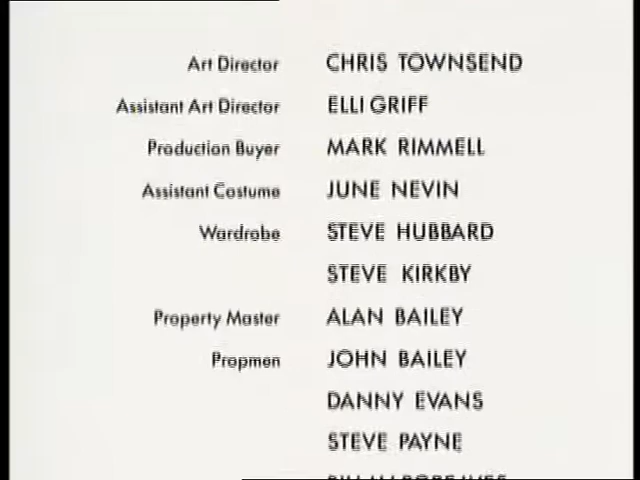 Art Director CHRIS TOWNSEND
Assistant Art Director ELLI GRIFF
Production Buyer MARK RIMMELL
Assistant Costume JUNE NEVIN
Wardrobe STEVE HUBBARD
STEVE KIRKBY
Property Master ALAN BAILEY
Propmen JOHN BAILEY
DANNY EVANS
STEVE PAYNE